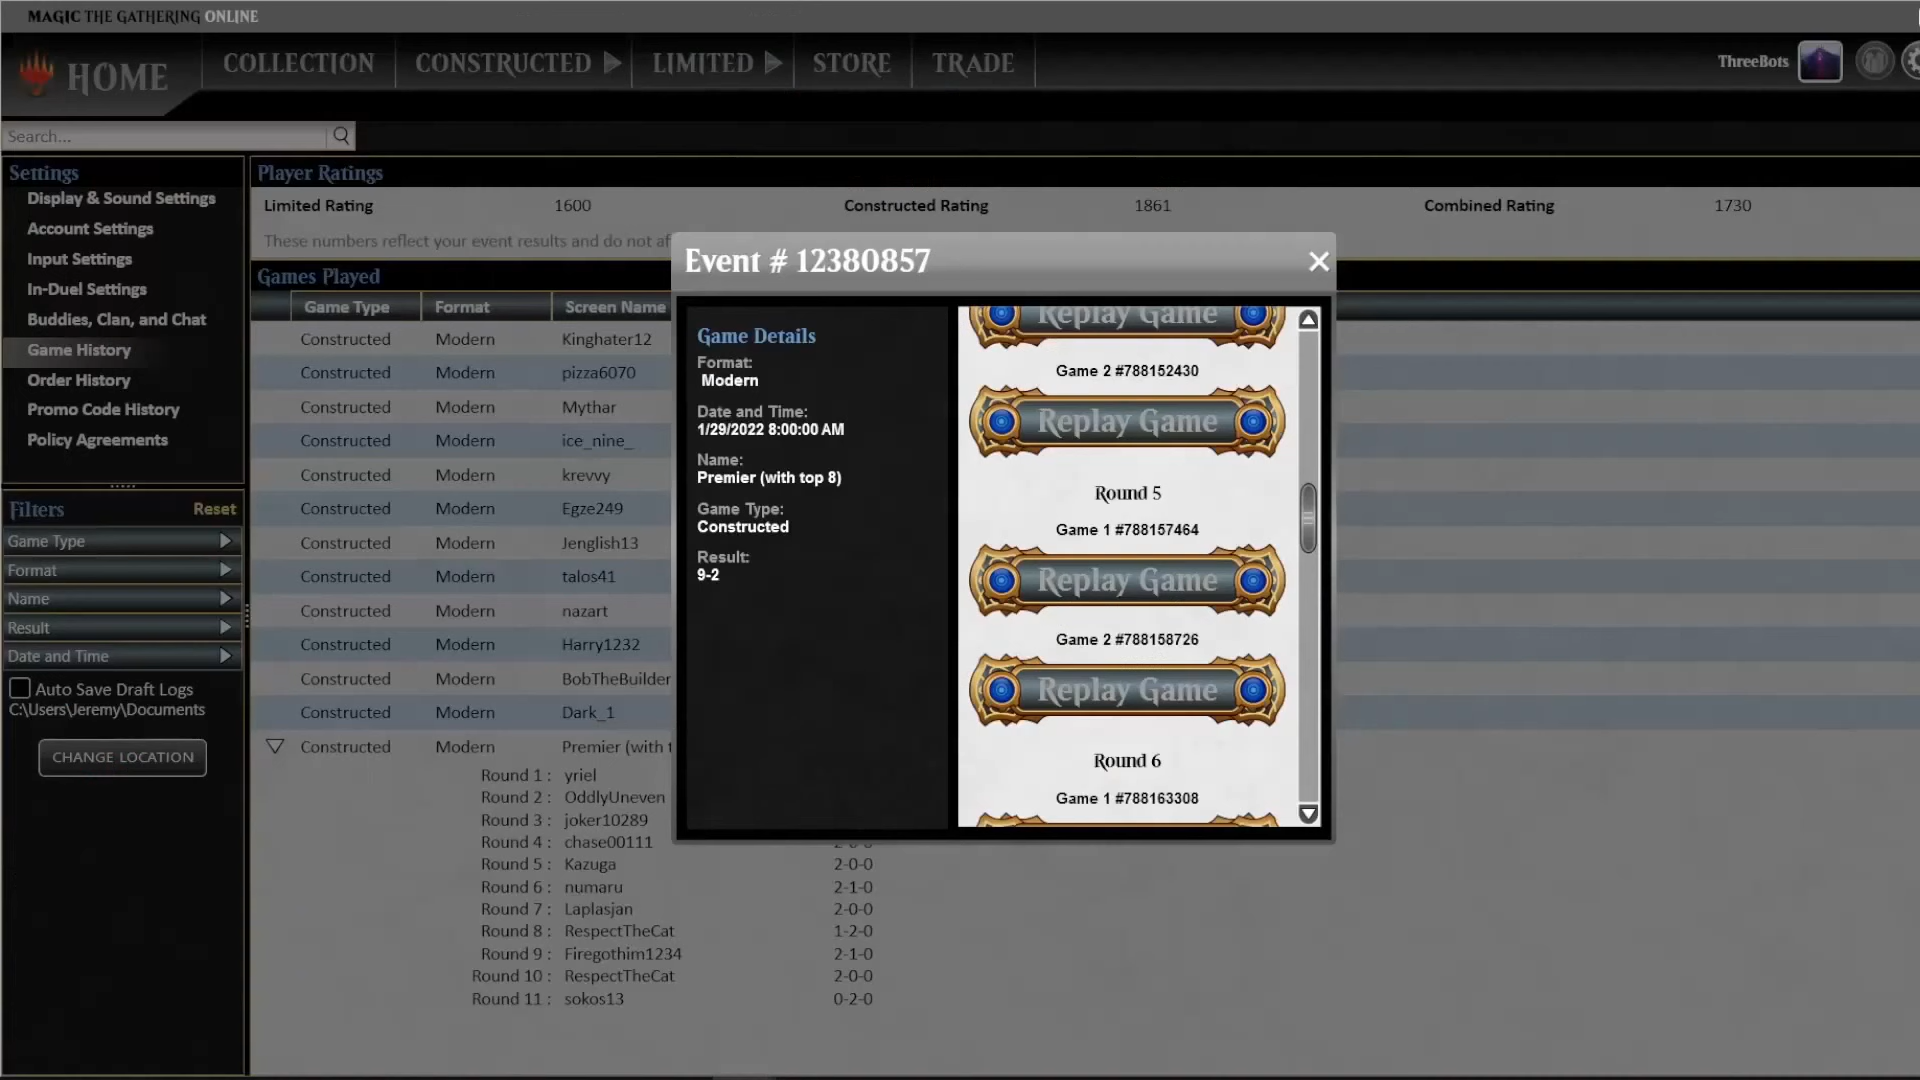 MAGIC THE GATHERING ONLINE
HOME COLLECTION CONSTRUCTED LIMITED STORE TRADE ThreeBots
Search...
Settings
Display & Sound Settings
Account Settings
Input Settings
In-Duel Settings
Buddies, Clan, and Chat
Game History
Order History
Promo Code History
Policy Agreements
Filters Reset
Game Type
Format
Name
Result
Date and Time
Auto Save Draft Logs
C:\Users\Jeremy\Documents
CHANGE LOCATION
Player Ratings
Limited Rating 1600 Constructed Rating 1861 Combined Rating 1730
These numbers reflect your event results and do not af
Games Played
Game Type Format Screen Name
Constructed Modern Kinghater12
Constructed Modern pizza6070
Constructed Modern Mythar
Constructed Modern ice_nine_
Constructed Modern krevvy
Constructed Modern Egze249
Constructed Modern Jenglish13
Constructed Modern talos41
Constructed Modern nazart
Constructed Modern Harry1232
Constructed Modern BobTheBuilder
Constructed Modern Dark_1
Constructed Modern Premier (with t
Round 1 : yriel
Round 2 : OddlyUneven
Round 3 : joker10289
Round 4 : chase00111 2-0-0
Round 5 : Kazuga 2-0-0
Round 6 : numaru 2-1-0
Round 7 : Laplasjan 2-0-0
Round 8 : RespectTheCat 1-2-0
Round 9 : Firegothim1234 2-1-0
Round 10 : RespectTheCat 2-0-0
Round 11 : sokos13 0-2-0
Event # 12380857
Game Details
Format:
Modern
Date and Time:
1/29/2022 8:00:00 AM
Name:
Premier (with top 8)
Game Type:
Constructed
Result:
9-2
Replay Game
Game 2 #788152430
Replay Game
Round 5
Game 1 #788157464
Replay Game
Game 2 #788158726
Replay Game
Round 6
Game 1 #788163308